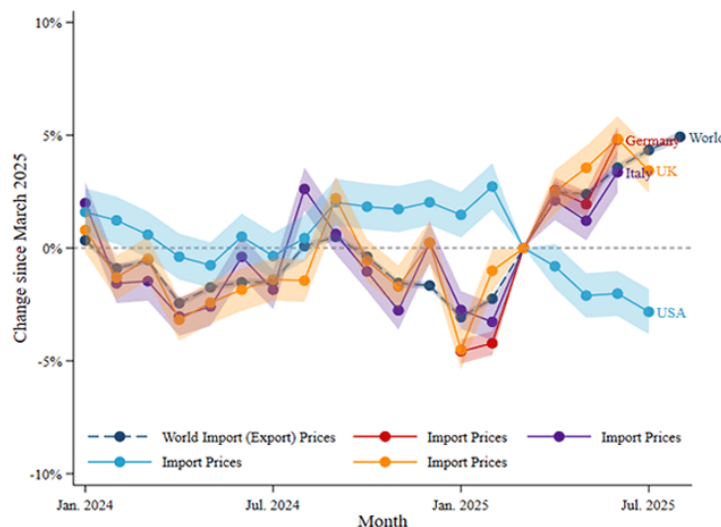 10%
5%
0%
-5%
-10%
Change since March 2025
Germany
World
Italy
UK
USA
World Import (Export) Prices
Import Prices
Import Prices
Import Prices
Import Prices
Jan. 2024
Jul. 2024
Jan. 2025
Jul. 2025
Month